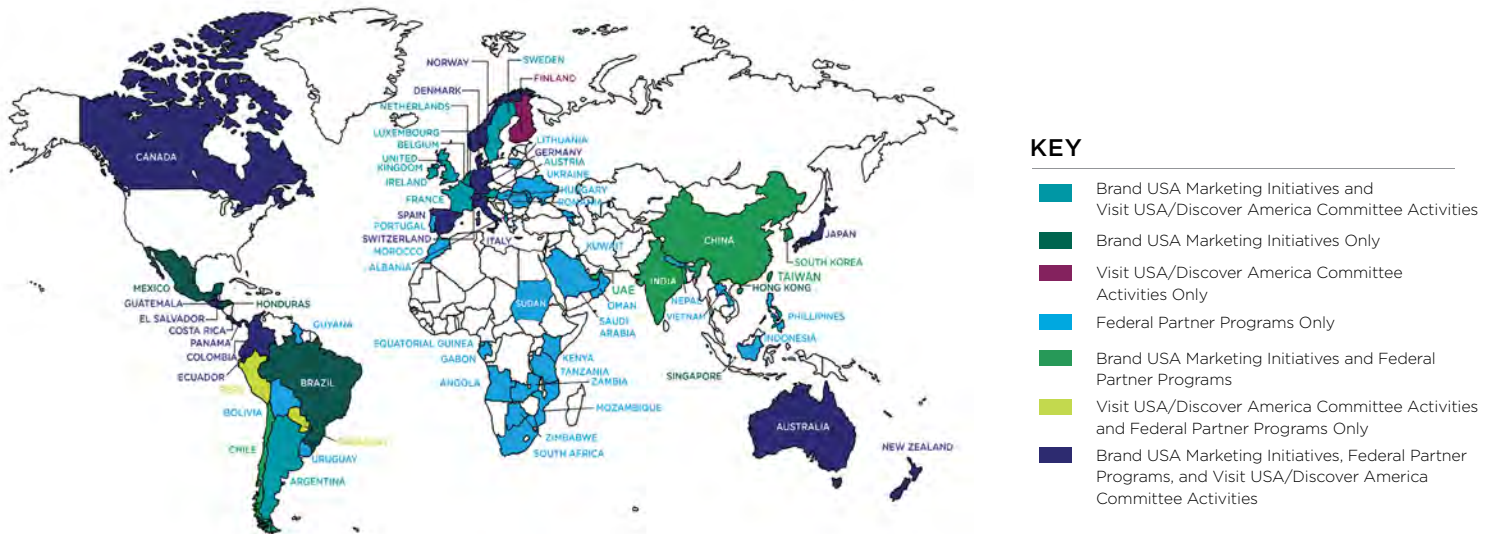 NORWAY
SWEDEN
FINLAND
DENMARK
NETHERLANDS
LUXEMBOURG
BELGIUM
UNITED
KINGDOM
IRELAND
FRANCE
LITHUANIA
GERMANY
AUSTRIA
UKRAINE
HUNGARY
ROMANIA
SPAIN
PORTUGAL
SWITZERLAND
ITALY
MOROCCO
ALBANIA
CANADA
MEXICO
GUATEMALA
HONDURAS
EL SALVADOR
COSTA RICA
GUYANA
PANAMA
COLOMBIA
ECUADOR
PERU
BRAZIL
BOLIVIA
PARAGUAY
CHILE
URUGUAY
ARGENTINA
KUWAIT
SUDAN
UAE
OMAN
SAUDI
ARABIA
EQUATORIAL GUINEA
GABON
KENYA
TANZANIA
ANGOLA
ZAMBIA
MOZAMBIQUE
ZIMBABWE
SOUTH AFRICA
CHINA
JAPAN
SOUTH KOREA
INDIA
TAIWAN
HONG KONG
NEPAL
VIETNAM
PHILLIPINES
INDONESIA
SINGAPORE
AUSTRALIA
NEW ZEALAND
KEY
Brand USA Marketing Initiatives and
Visit USA/Discover America Committee Activities
Brand USA Marketing Initiatives Only
Visit USA/Discover America Committee
Activities Only
Federal Partner Programs Only
Brand USA Marketing Initiatives and Federal
Partner Programs
Visit USA/Discover America Committee Activities
and Federal Partner Programs Only
Brand USA Marketing Initiatives, Federal Partner
Programs, and Visit USA/Discover America
Committee Activities